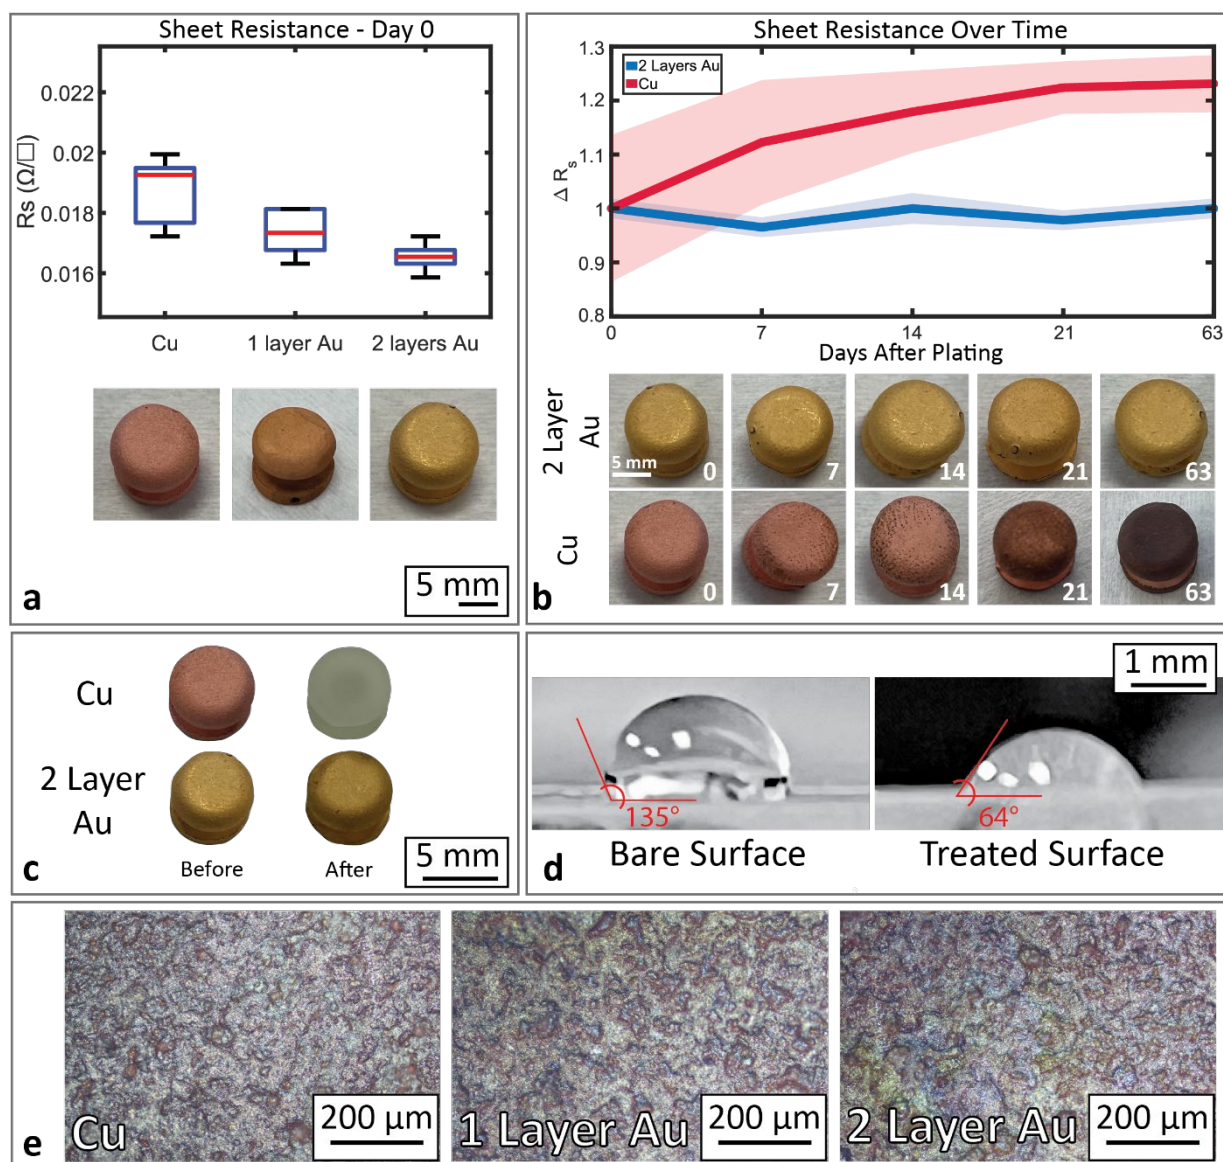 Sheet Resistance - Day 0
Rs (Ω/□)
0.022
0.02
0.018
0.016
Cu
1 layer Au
2 layers Au
5 mm
a
Sheet Resistance Over Time
Δ Rs
1.3
1.2
1.1
1
0.9
0.8
2 Layers Au
Cu
0
7
14
21
63
Days After Plating
2 Layer
Au
5 mm
0
7
14
21
63
Cu
0
7
14
21
63
b
Cu
2 Layer
Au
Before
After
5 mm
c
1 mm
135°
64°
Bare Surface
Treated Surface
d
e
Cu
200 µm
1 Layer Au
200 µm
2 Layer Au
200 µm